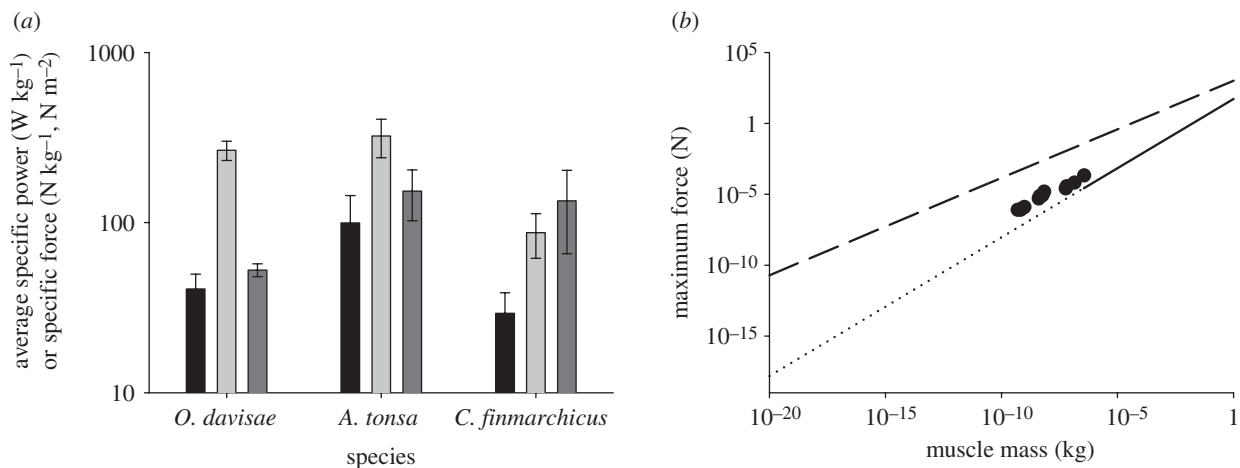 (a)
average specific power (W kg⁻¹)
or specific force (N kg⁻¹, N m⁻²)
1000
100
10
O. davisae A. tonsa C. finmarchicus
species
(b)
maximum force (N)
10⁵
1
10⁻⁵
10⁻¹⁰
10⁻¹⁵
10⁻²⁰ 10⁻¹⁵ 10⁻¹⁰ 10⁻⁵ 1
muscle mass (kg)